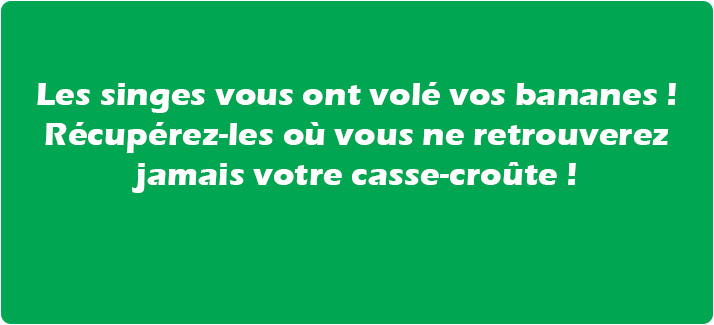 Les singes vous ont volé vos bananes !
Récupérez-les où vous ne retrouverez
jamais votre casse-croûte !